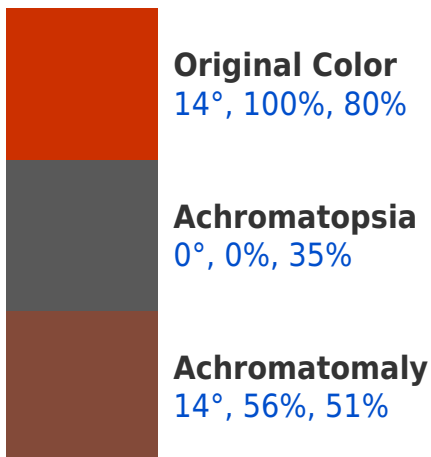 Original Color
14°, 100%, 80%
Achromatopsia
0°, 0%, 35%
Achromatomaly
14°, 56%, 51%